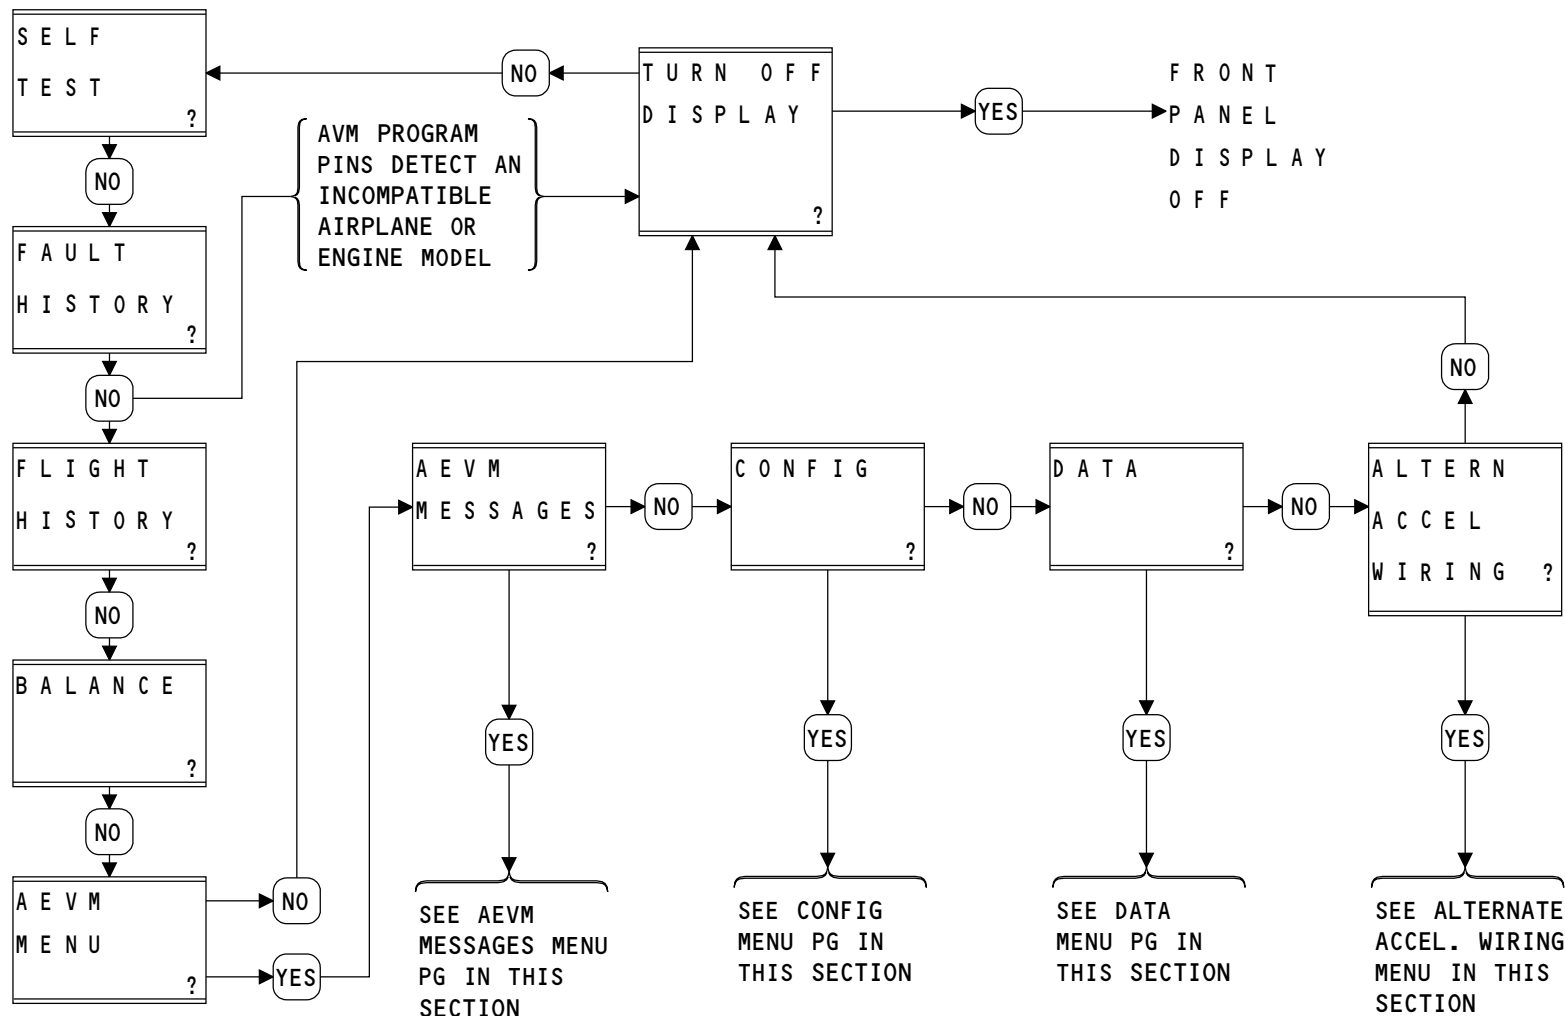 SELF
TEST
?
NO
FAULT
HISTORY
?
NO
FLIGHT
HISTORY
?
NO
BALANCE
?
NO
AEVM
MENU
?
NO
YES
NO
AVM PROGRAM
PINS DETECT AN
INCOMPATIBLE
AIRPLANE OR
ENGINE MODEL
TURN OFF
DISPLAY
?
YES
FRONT
PANEL
DISPLAY
OFF
AEVM
MESSAGES
?
NO
CONFIG
?
NO
DATA
?
NO
ALTERN
ACCEL
WIRING ?
NO
YES
YES
YES
YES
SEE AEVM
MESSAGES MENU
PG IN THIS
SECTION
SEE CONFIG
MENU PG IN
THIS SECTION
SEE DATA
MENU PG IN
THIS SECTION
SEE ALTERNATE
ACCEL. WIRING
MENU IN THIS
SECTION